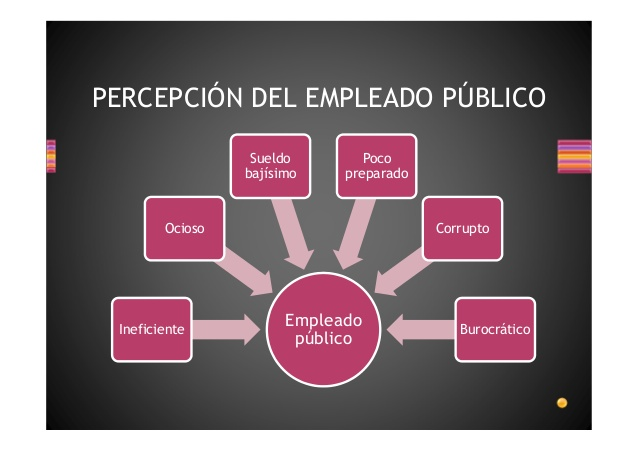 PERCEPCIÓN DEL EMPLEADO PÚBLICO
Sueldo
bajísimo
Poco
preparado
Ocioso
Corrupto
Ineficiente
Empleado
público
Burocrático